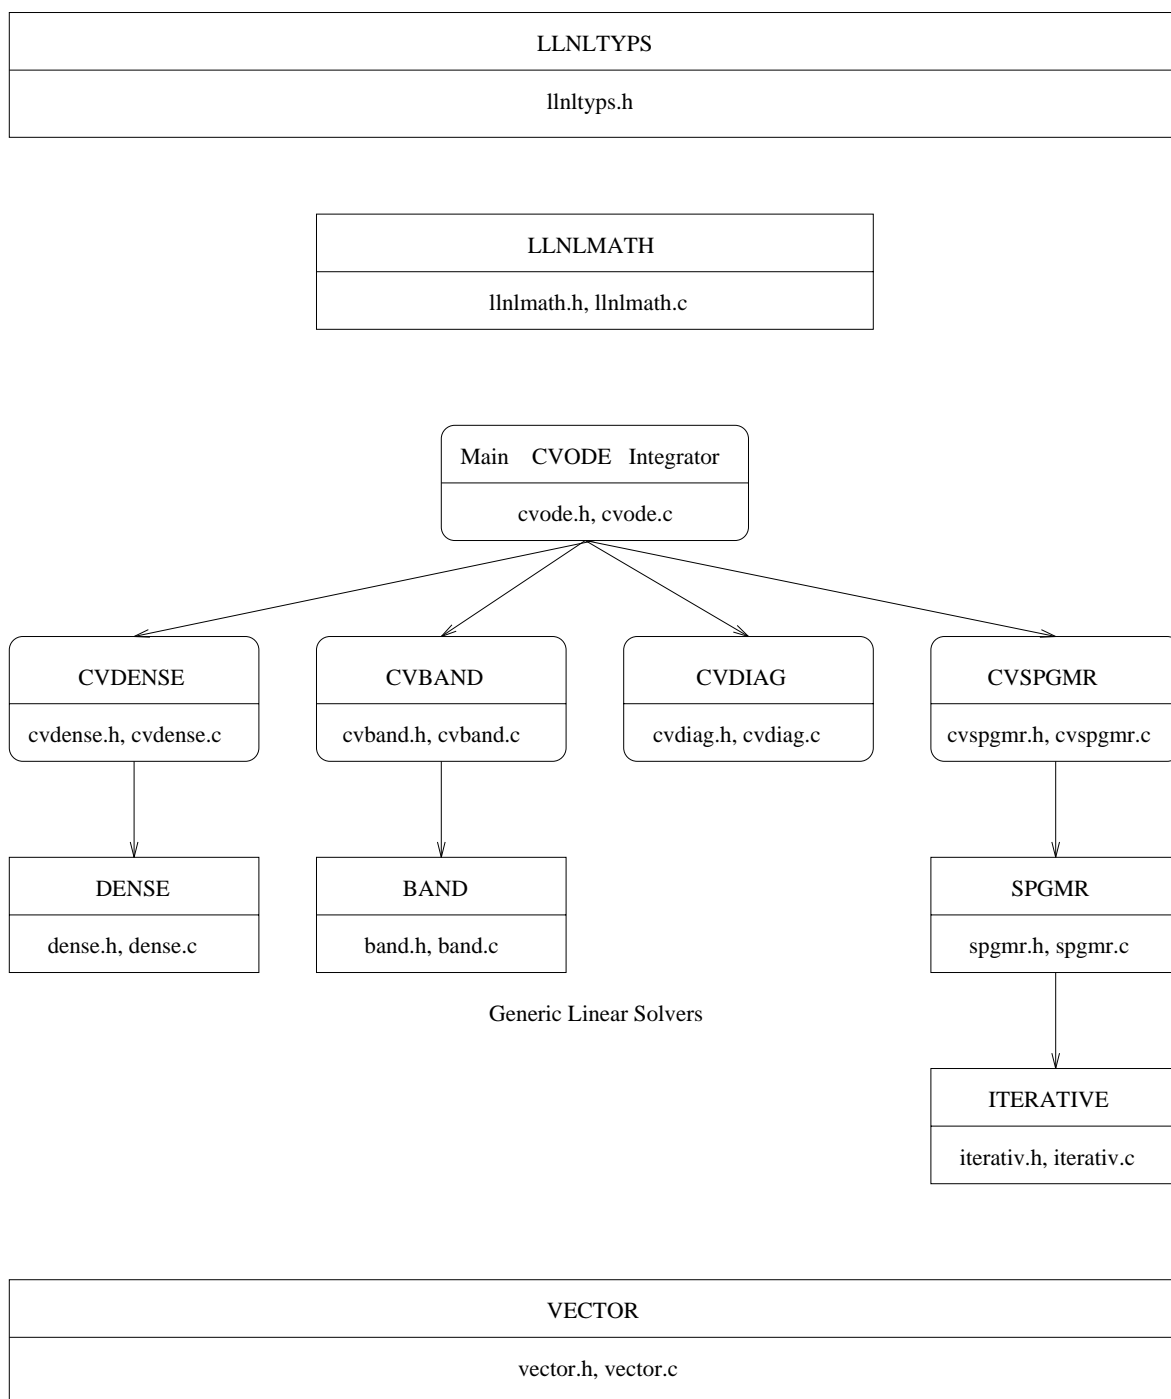 LLNLTYPS
llnltyps.h
LLNLMATH
llnlmath.h, llnlmath.c
Main CVODE Integrator
cvode.h, cvode.c
CVDENSE
cvdense.h, cvdense.c
CVBAND
cvband.h, cvband.c
CVDIAG
cvdiag.h, cvdiag.c
CVSPGMR
cvspgmr.h, cvspgmr.c
DENSE
dense.h, dense.c
BAND
band.h, band.c
SPGMR
spgmr.h, spgmr.c
Generic Linear Solvers
ITERATIVE
iterativ.h, iterativ.c
VECTOR
vector.h, vector.c